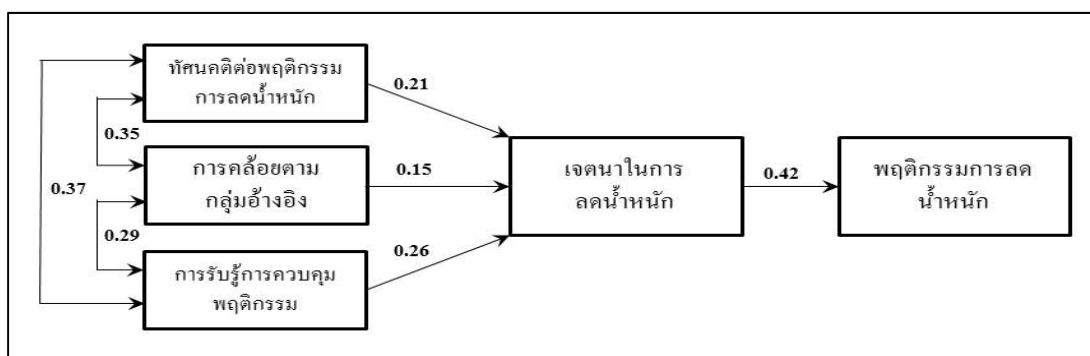 ทัศนคติต่อพฤติกรรม
การลดน้ำหนัก
0.21
0.35
การคล้อยตาม
กลุ่มอ้างอิง
0.15
เจตนาในการ
ลดน้ำหนัก
0.42
พฤติกรรมการลด
น้ำหนัก
0.37
0.29
0.26
การรับรู้การควบคุม
พฤติกรรม